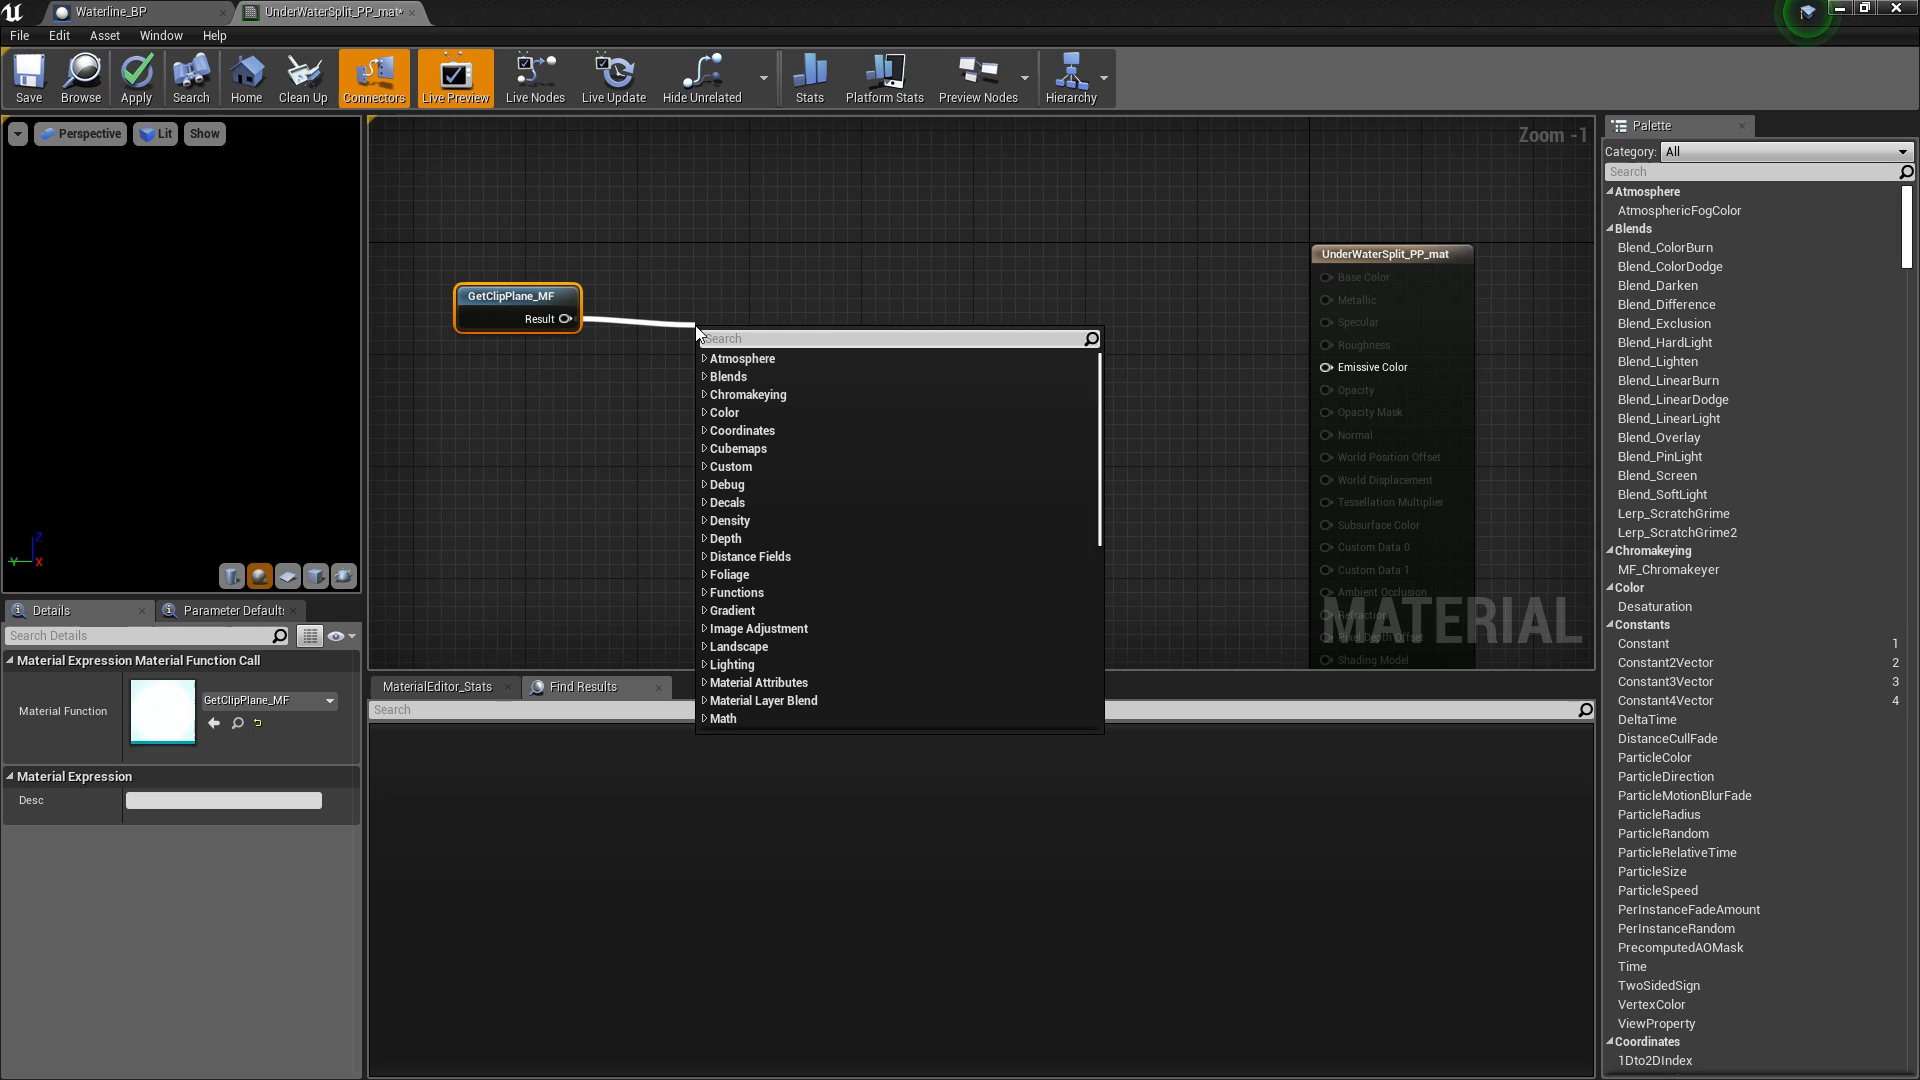 Waterline_BP
UnderWaterSplit_PP_mat*
File
Edit
Asset
Window
Help
Save
Browse
Apply
Search
Home
Clean Up
Connectors
Live Preview
Live Nodes
Live Update
Hide Unrelated
Stats
Platform Stats
Preview Nodes
Hierarchy
Perspective
Lit
Show
Z
Y
X
Details
Parameter Defaults
Search Details
Material Expression Material Function Call
Material Function
GetClipPlane_MF
Material Expression
Desc
Zoom -1
GetClipPlane_MF
Result
Search
Atmosphere
Blends
Chromakeying
Color
Coordinates
Cubemaps
Custom
Debug
Decals
Density
Depth
Distance Fields
Foliage
Functions
Gradient
Image Adjustment
Landscape
Lighting
Material Attributes
Material Layer Blend
Math
UnderWaterSplit_PP_mat
Base Color
Metallic
Specular
Roughness
Emissive Color
Opacity
Opacity Mask
Normal
World Position Offset
World Displacement
Tessellation Multiplier
Subsurface Color
Custom Data 0
Custom Data 1
Ambient Occlusion
Refraction
Pixel Depth Offset
Shading Model
MATERIAL
MaterialEditor_Stats
Find Results
Search
Palette
Category: All
Search
Atmosphere
AtmosphericFogColor
Blends
Blend_ColorBurn
Blend_ColorDodge
Blend_Darken
Blend_Difference
Blend_Exclusion
Blend_HardLight
Blend_Lighten
Blend_LinearBurn
Blend_LinearDodge
Blend_LinearLight
Blend_Overlay
Blend_PinLight
Blend_Screen
Blend_SoftLight
Lerp_ScratchGrime
Lerp_ScratchGrime2
Chromakeying
MF_Chromakeyer
Color
Desaturation
Constants
Constant 1
Constant2Vector 2
Constant3Vector 3
Constant4Vector 4
DeltaTime
DistanceCullFade
ParticleColor
ParticleDirection
ParticleMotionBlurFade
ParticleRadius
ParticleRandom
ParticleRelativeTime
ParticleSize
ParticleSpeed
PerInstanceFadeAmount
PerInstanceRandom
PrecomputedAOMask
Time
TwoSidedSign
VertexColor
ViewProperty
Coordinates
1Dto2DIndex